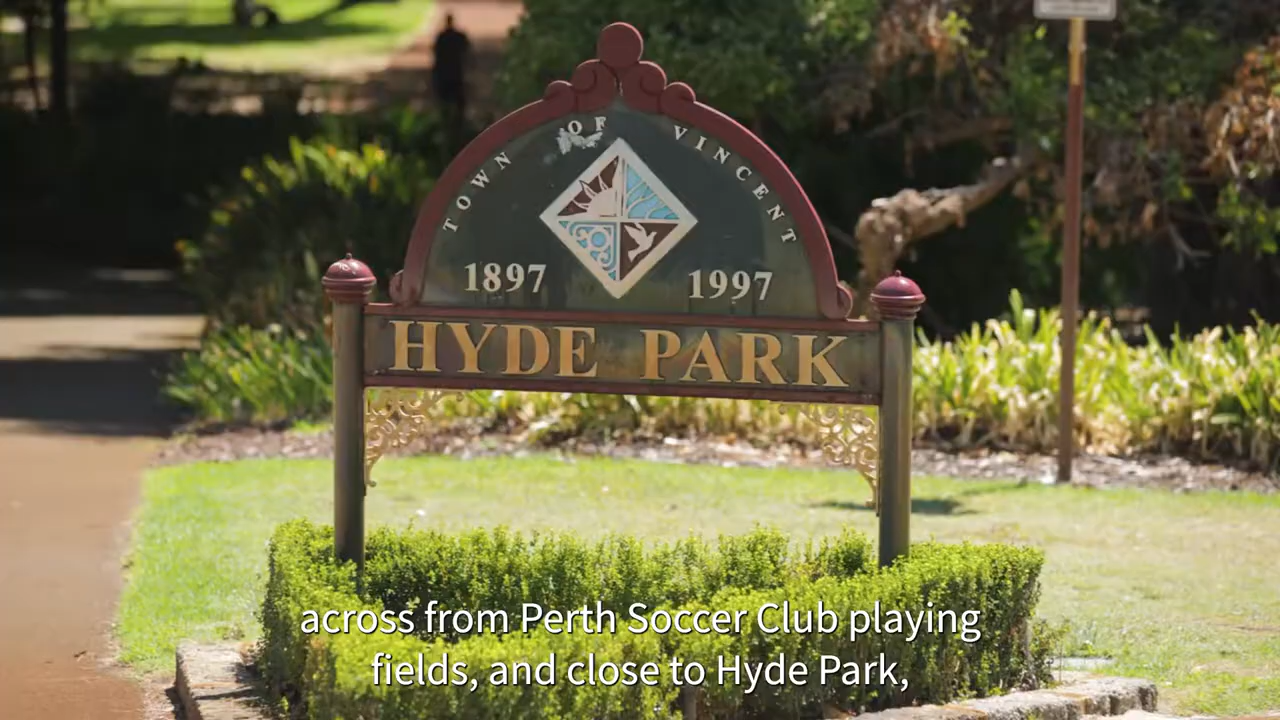 TOWN OF VINCENT
1897 1997
HYDE PARK
across from Perth Soccer Club playing
fields, and close to Hyde Park,